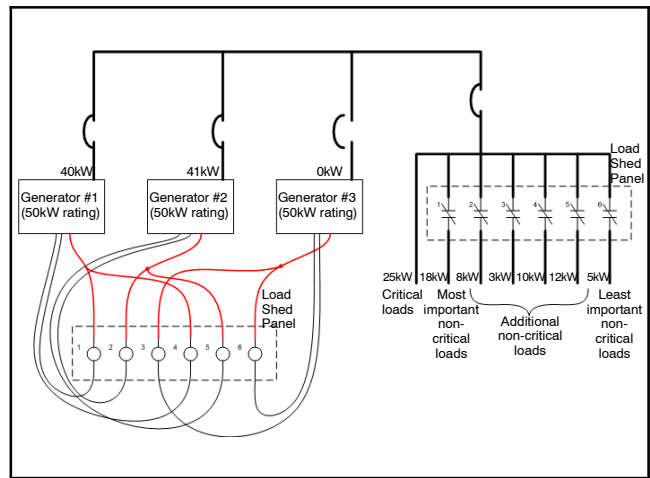 40kW
41kW
0kW
Generator #1
(50kW rating)
Generator #2
(50kW rating)
Generator #3
(50kW rating)
Load
Shed
Panel
1
2
3
4
5
6
25kW
18kW
8kW
3kW
10kW
12kW
5kW
Critical
loads
Most
important
non-
critical
loads
Additional
non-critical
loads
Least
important
non-
critical
loads
Load
Shed
Panel
1
2
3
4
5
6